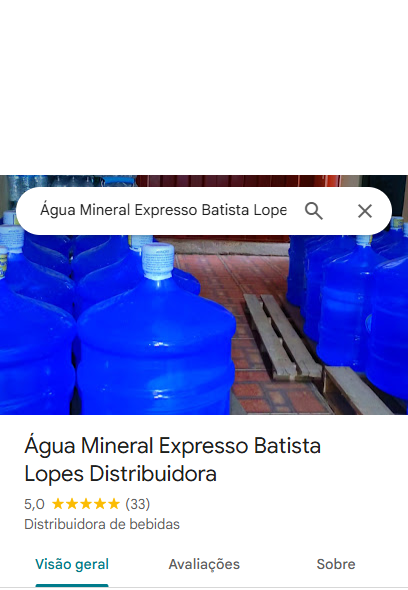 Água Mineral Expresso Batista Lope
Água Mineral Expresso Batista
Lopes Distribuidora
5,0 ★★★★★ (33)
Distribuidora de bebidas
Visão geral Avaliações Sobre